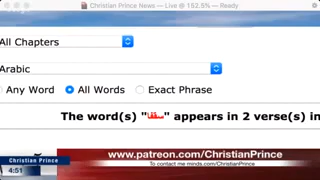 Christian Prince News — Live @ 162.5% — Ready
All Chapters
Arabic
Any Word All Words Exact Phrase
The word(s) "سقفا" appears in 2 verse(s) in
Christian Prince
www.patreon.com/ChristianPrince
4:51
To contact me minds.com/ChristianPrince